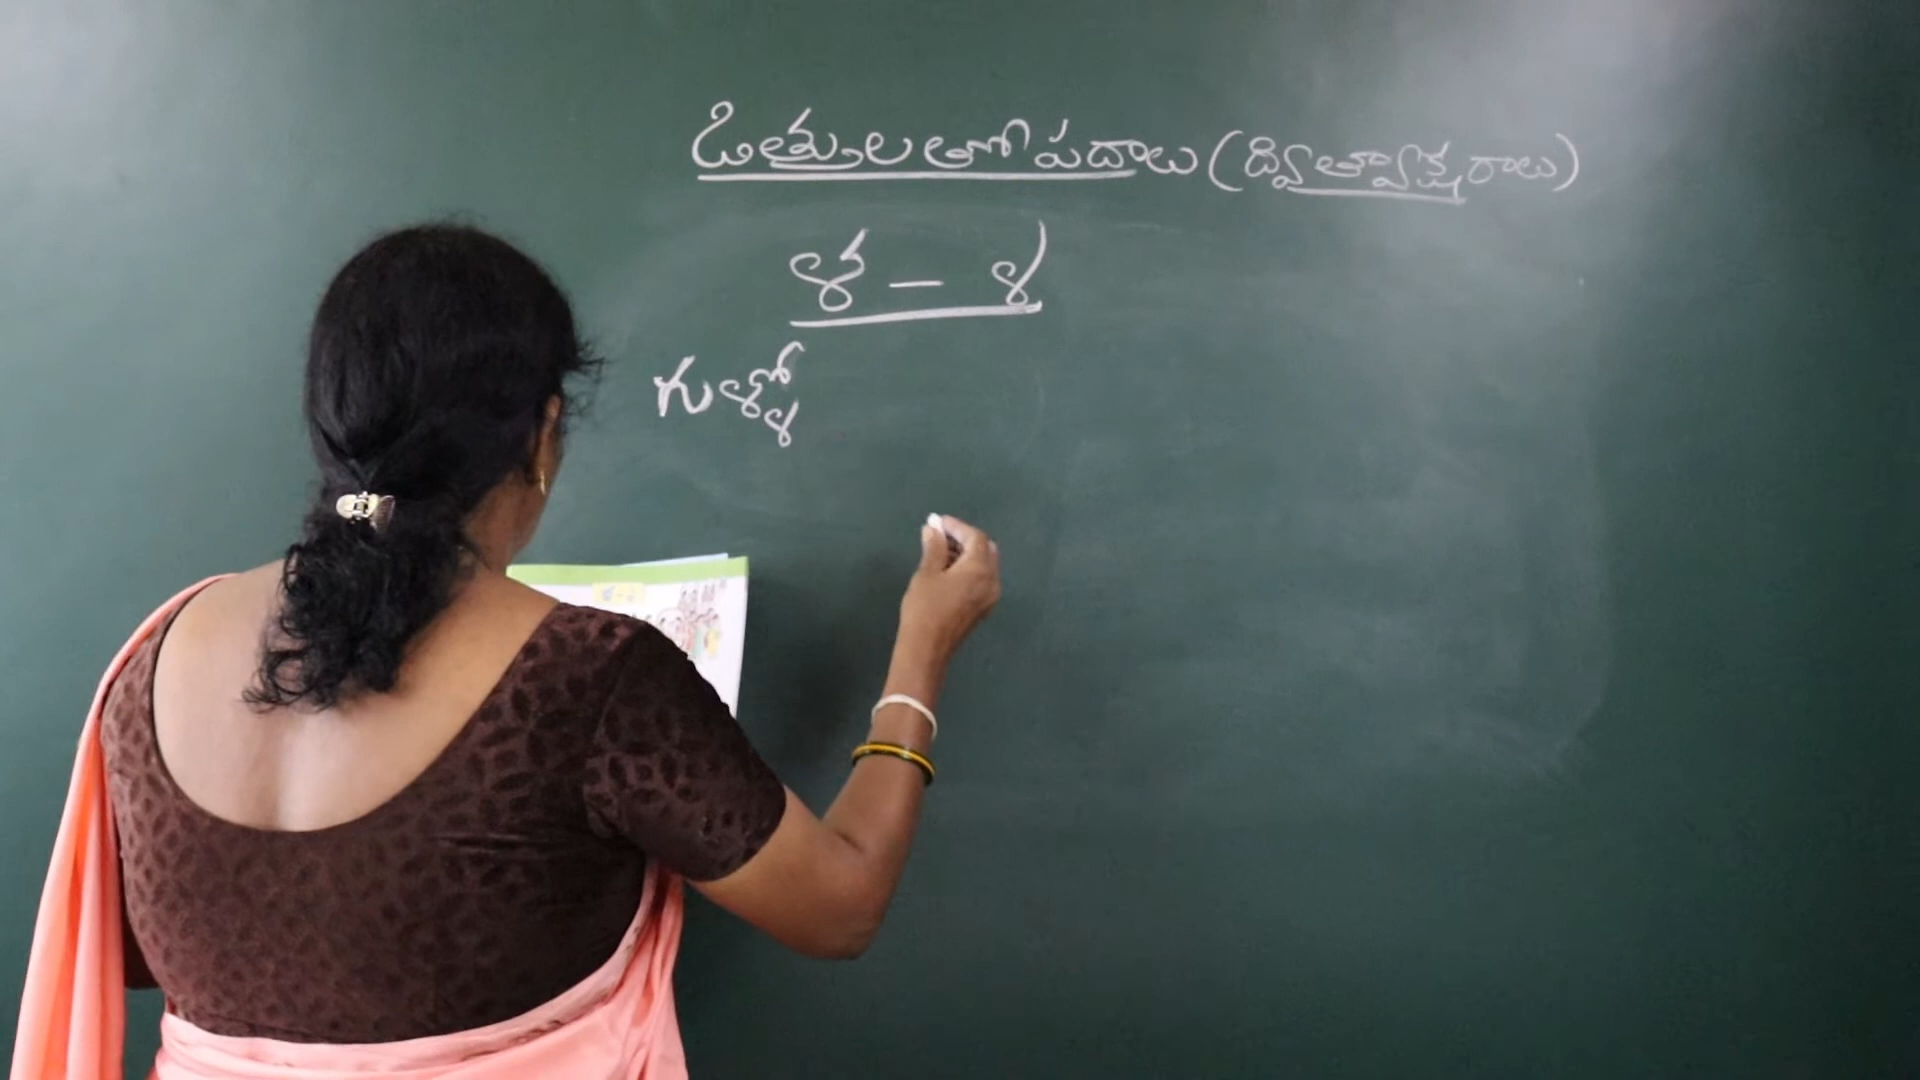 ఒత్తులతో పదాలు (ద్విత్వాక్షరాలు)
ళ - ్ళ
గుళ్ళో